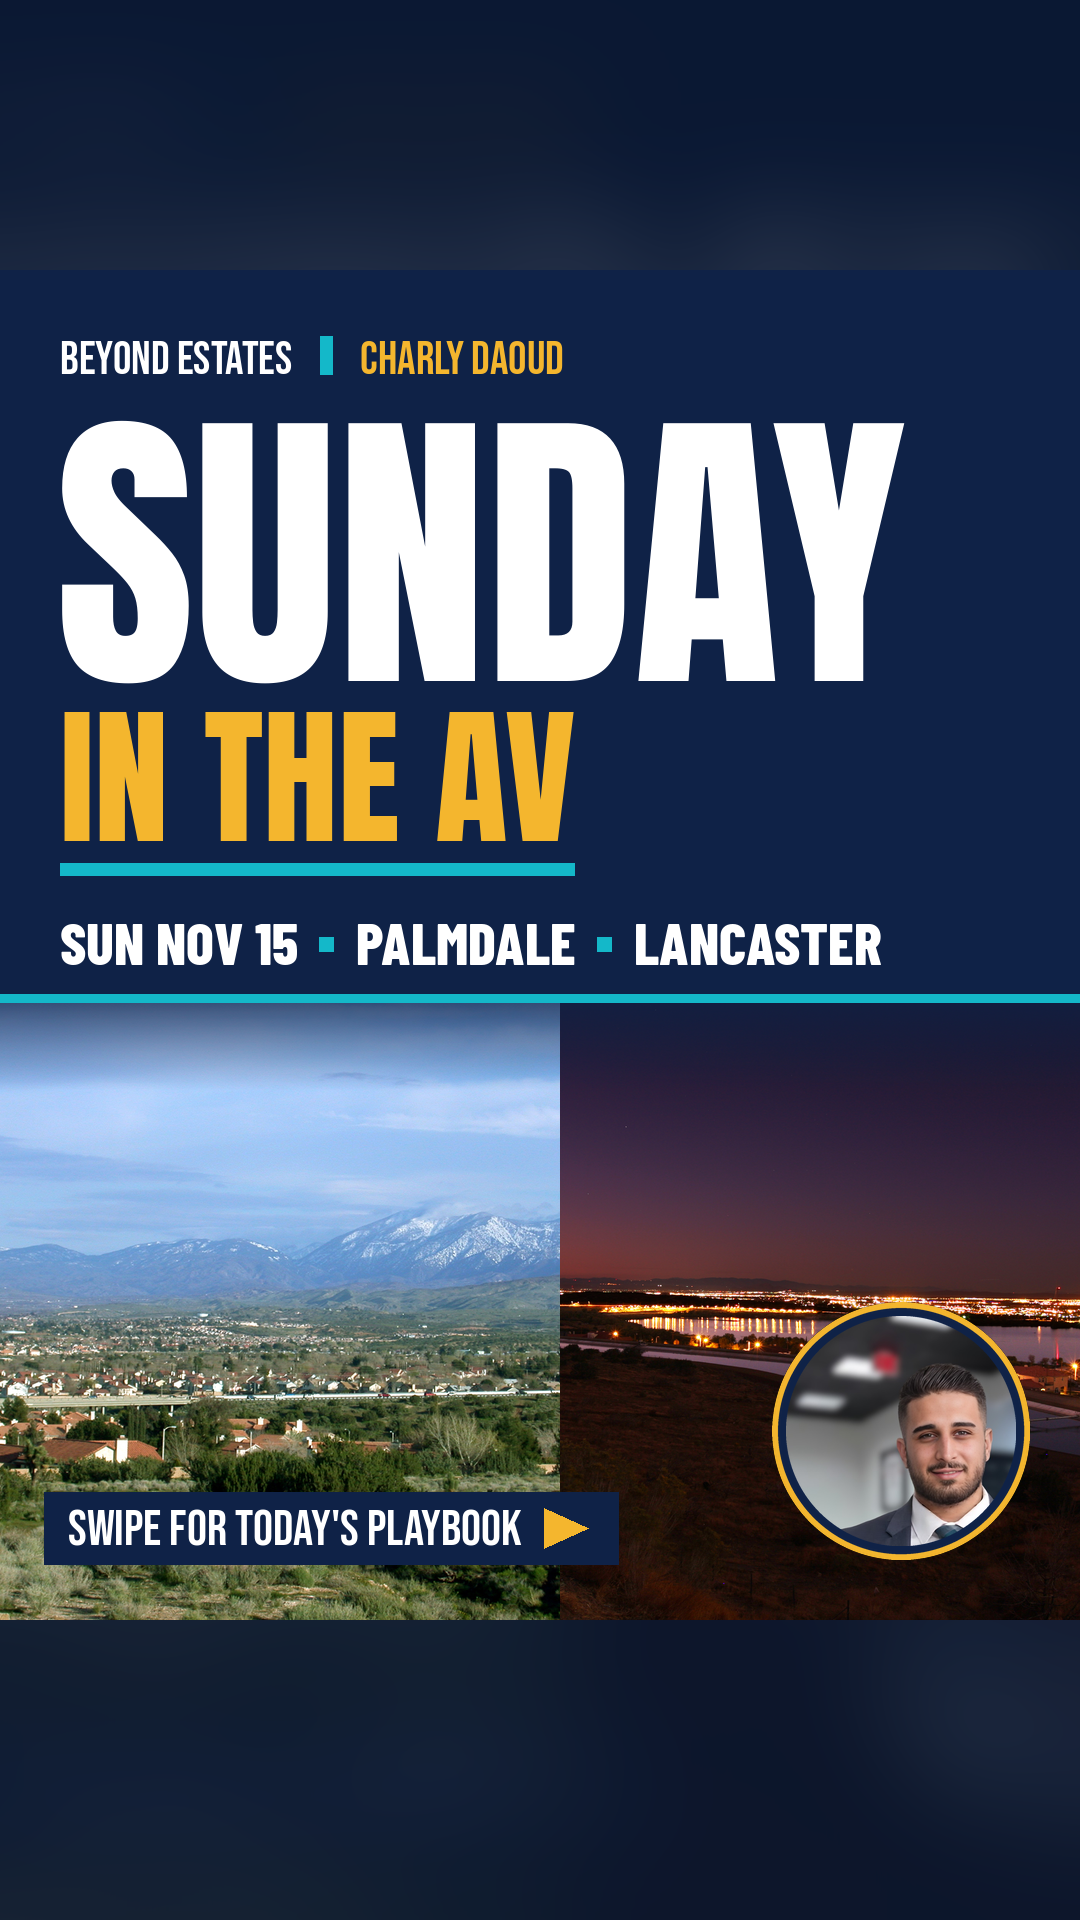 BEYOND ESTATES CHARLY DAOUD
SUNDAY
IN THE AV
SUN NOV 15 ▪ PALMDALE ▪ LANCASTER
SWIPE FOR TODAY'S PLAYBOOK